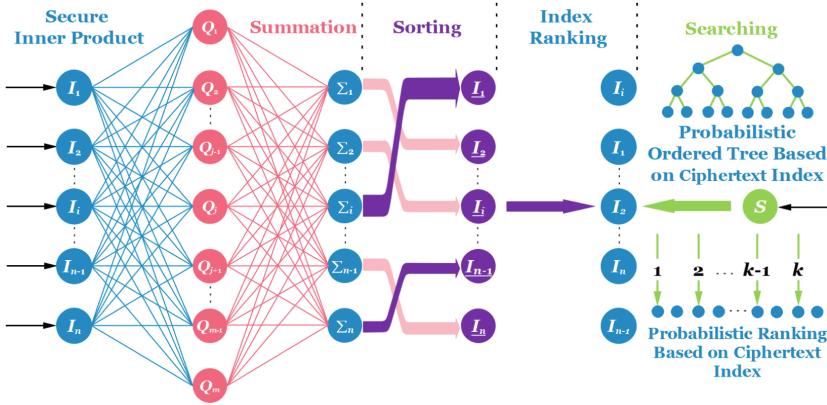 Secure
Inner Product
Summation
Sorting
Index
Ranking
Searching
I₁
I₂
Iᵢ
Iₙ₋₁
Iₙ
Q₁
Q₂
Qⱼ₋₁
Qⱼ
Qⱼ₊₁
Qₘ₋₁
Qₘ
Σ₁
Σ₂
Σᵢ
Σₙ₋₁
Σₙ
I₁
I₂
Iᵢ
Iₙ₋₁
Iₙ
Iᵢ
I₁
I₂
Iₙ
Iₙ₋₁
Probabilistic
Ordered Tree Based
on Ciphertext Index
S
1 2 ... k-1 k
Probabilistic Ranking
Based on Ciphertext
Index